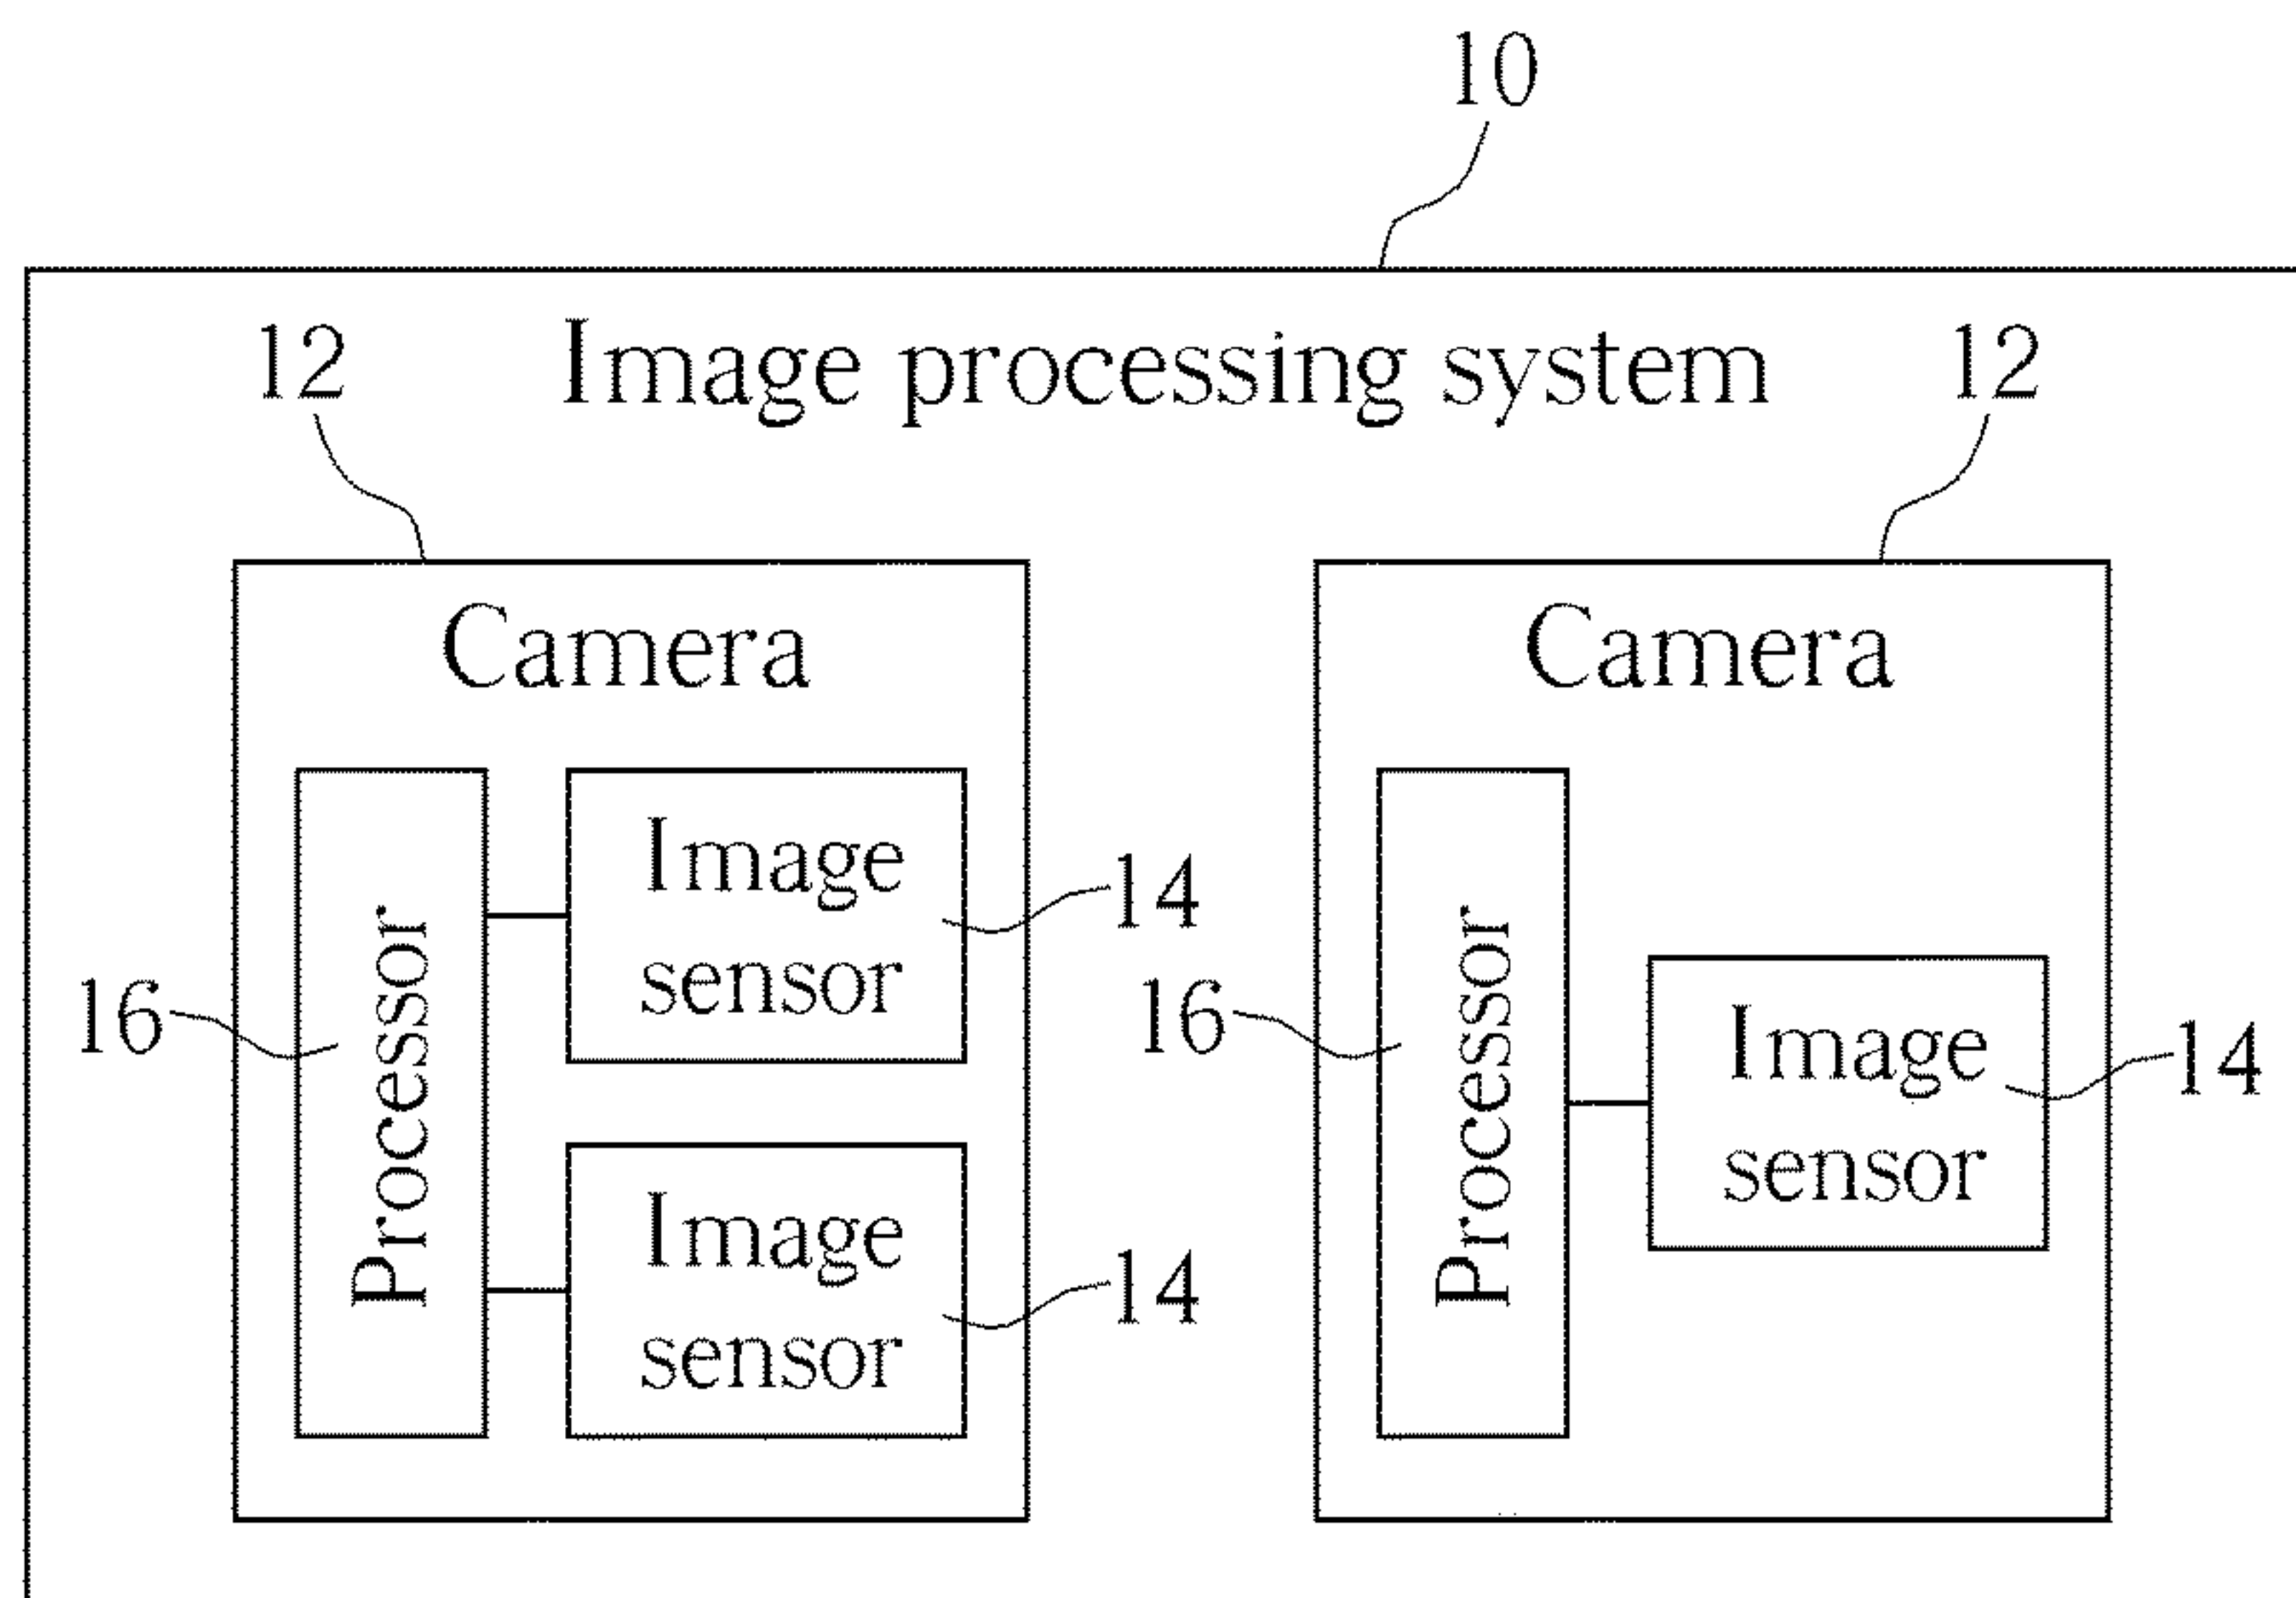 10
12 Image processing system 12
Camera
Processor
16
Image
sensor
14
Image
sensor
14
Camera
Processor
16
Image
sensor
14